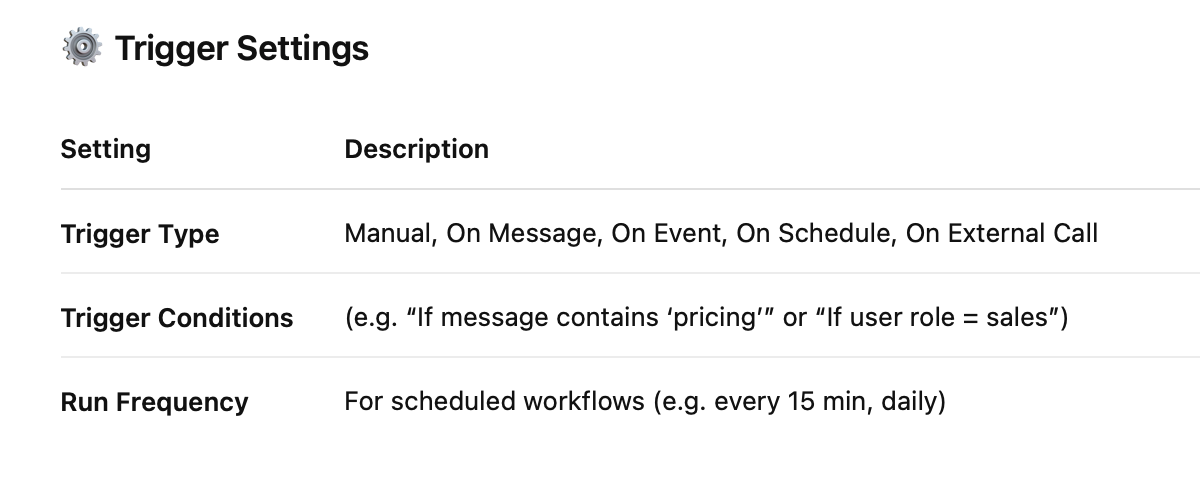 ⚙️ Trigger Settings
Setting Description
Trigger Type Manual, On Message, On Event, On Schedule, On External Call
Trigger Conditions (e.g. “If message contains ‘pricing’” or “If user role = sales”)
Run Frequency For scheduled workflows (e.g. every 15 min, daily)